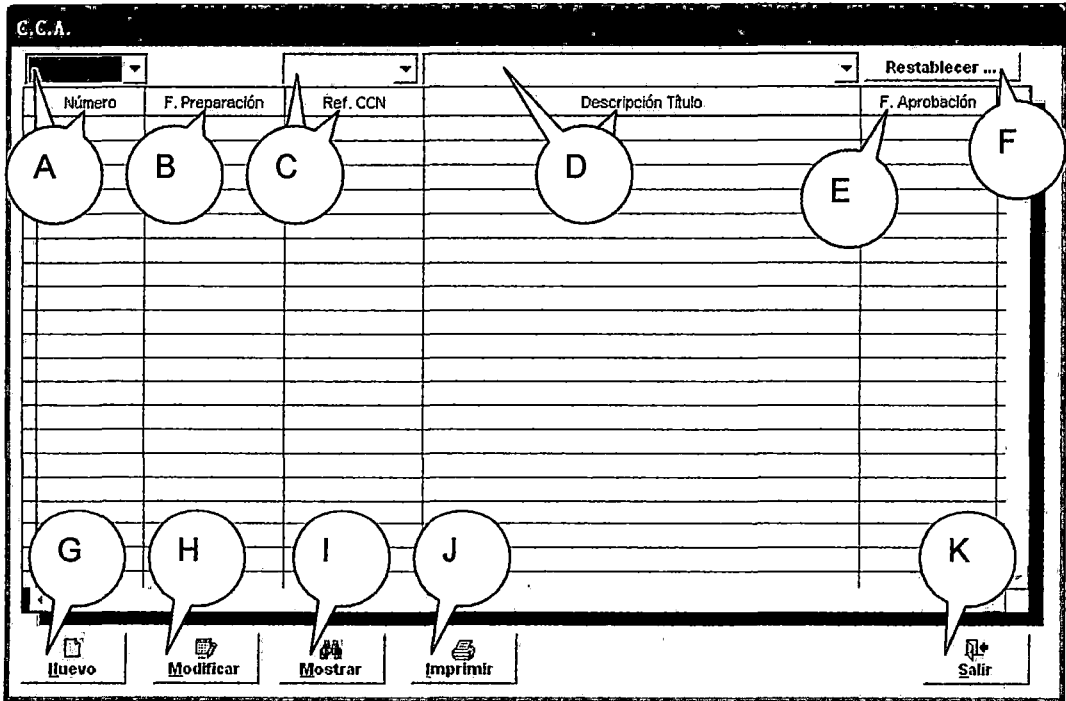 C.C.A.
Restablecer ...
Número F. Preparación Ref. CCN Descripción Título F. Aprobación
A B C D E F
G H I J K
Nuevo Modificar Mostrar Imprimir Salir